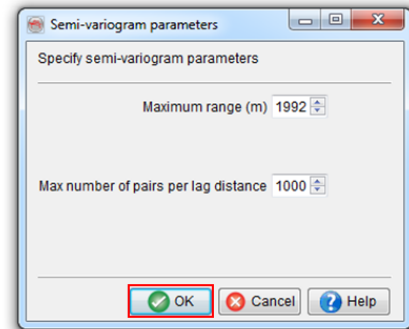 Semi-variogram parameters
Specify semi-variogram parameters
Maximum range (m) 1992
Max number of pairs per lag distance 1000
OK Cancel Help